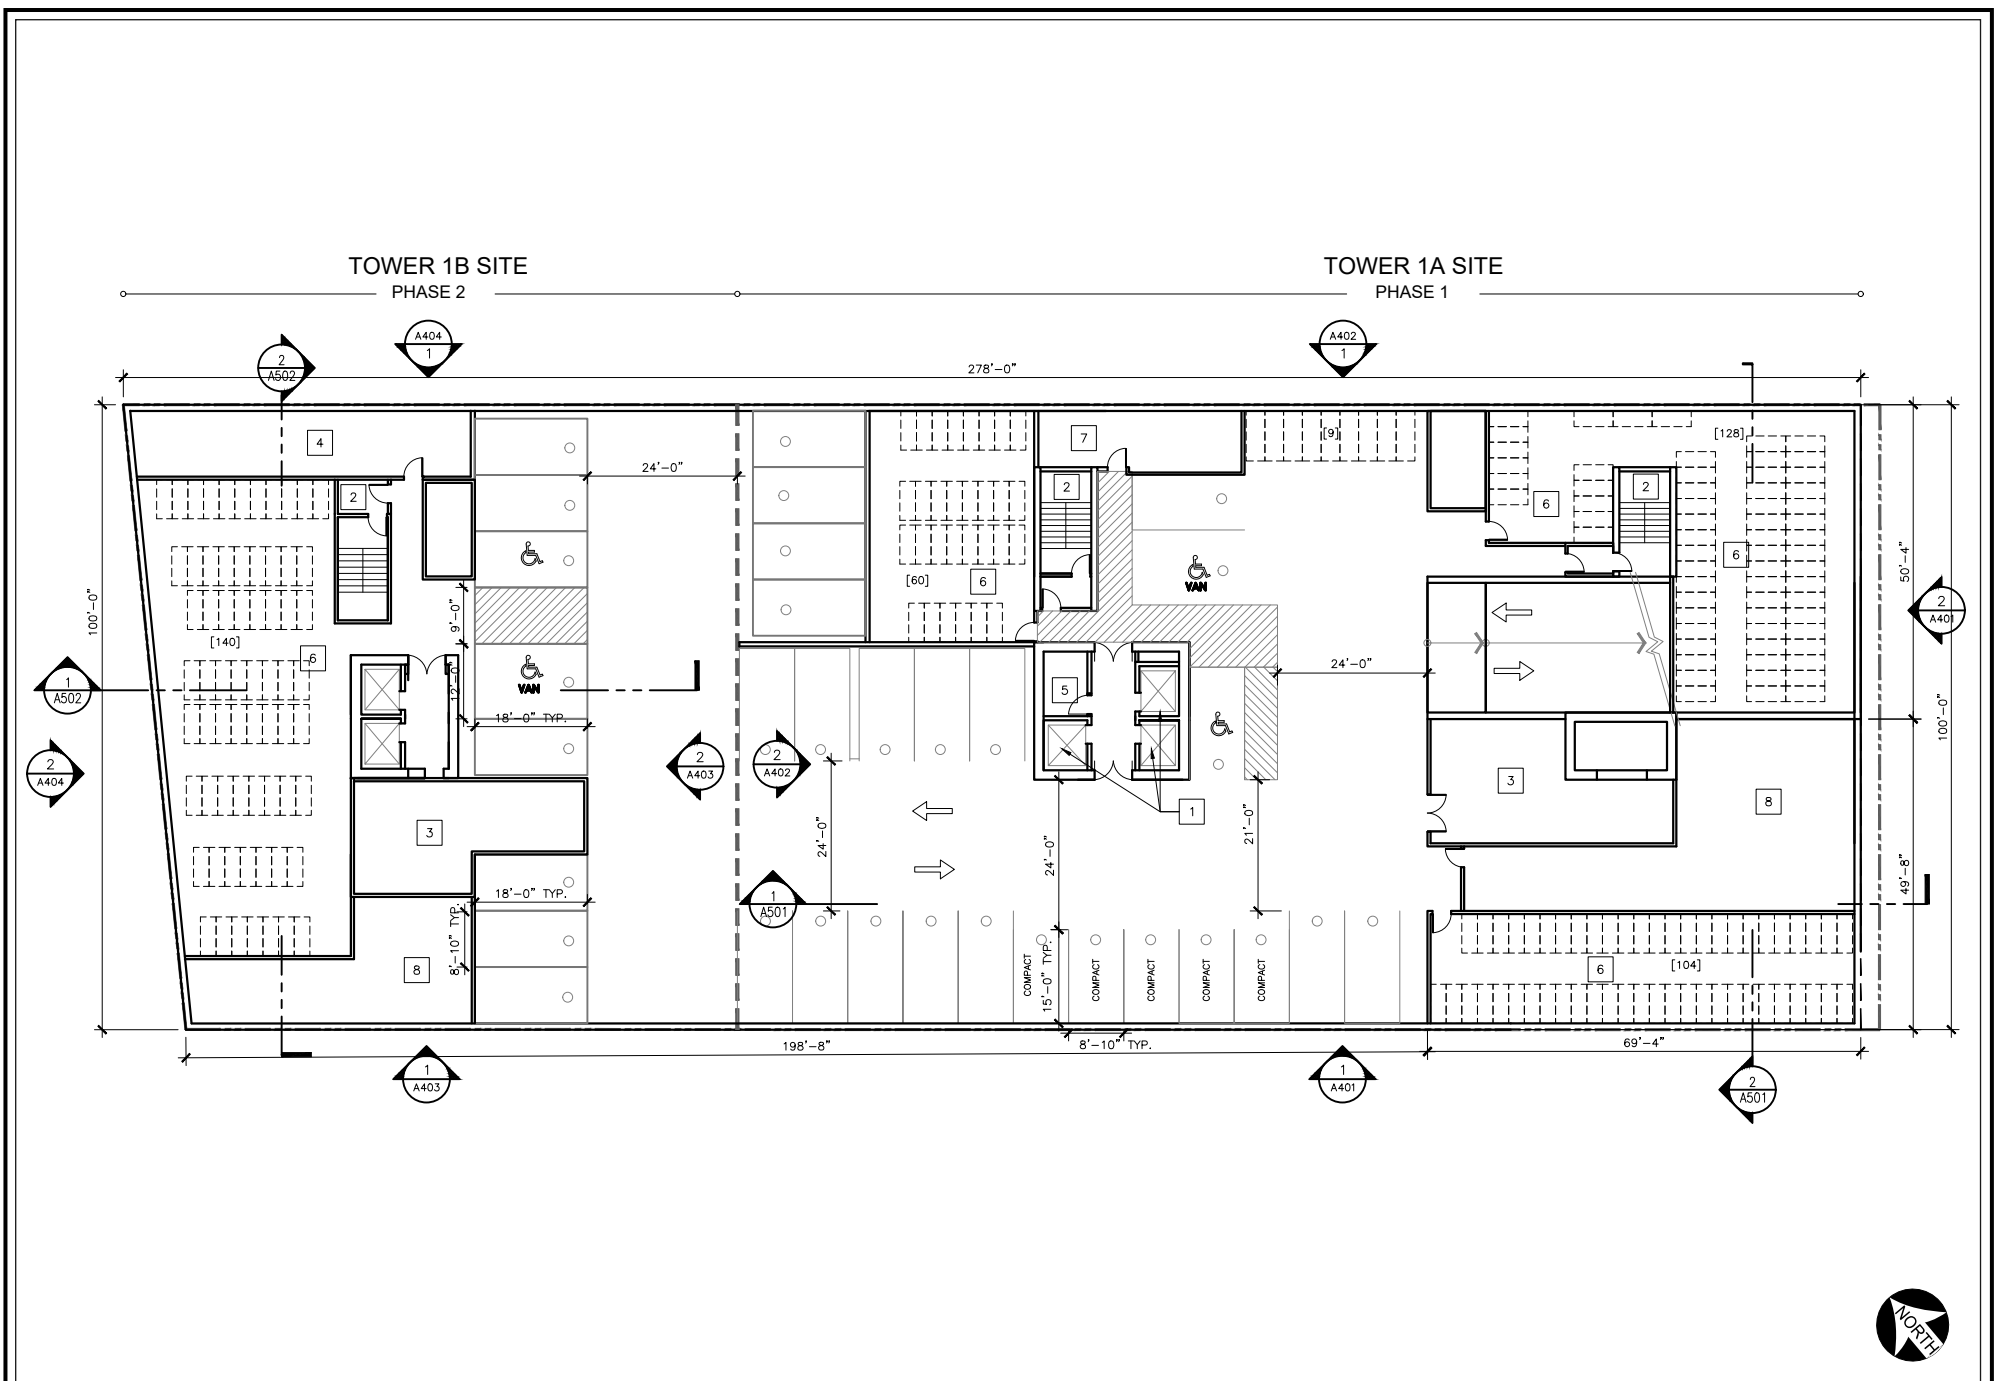 TOWER 1B SITE
PHASE 2
TOWER 1A SITE
PHASE 1
A404
1
A402
1
2
A502
278'-0"
4
7
[9]
[128]
24'-0"
2
2
2
6
6
50'-4"
[60]
6
VAN
100'-0"
9'-0"
2
A401
[140]
6
12'-0"
VAN
5
24'-0"
1
A502
18'-0" TYP.
100'-0"
2
A404
2
A403
2
A402
3
8
1
3
24'-0"
24'-0"
21'-0"
49'-8"
18'-0" TYP.
1
A501
8'-10" TYP.
8
COMPACT
15'-0" TYP.
COMPACT
COMPACT
COMPACT
COMPACT
6
[104]
198'-8"
8'-10" TYP.
69'-4"
1
A403
1
A401
2
A501
NORTH